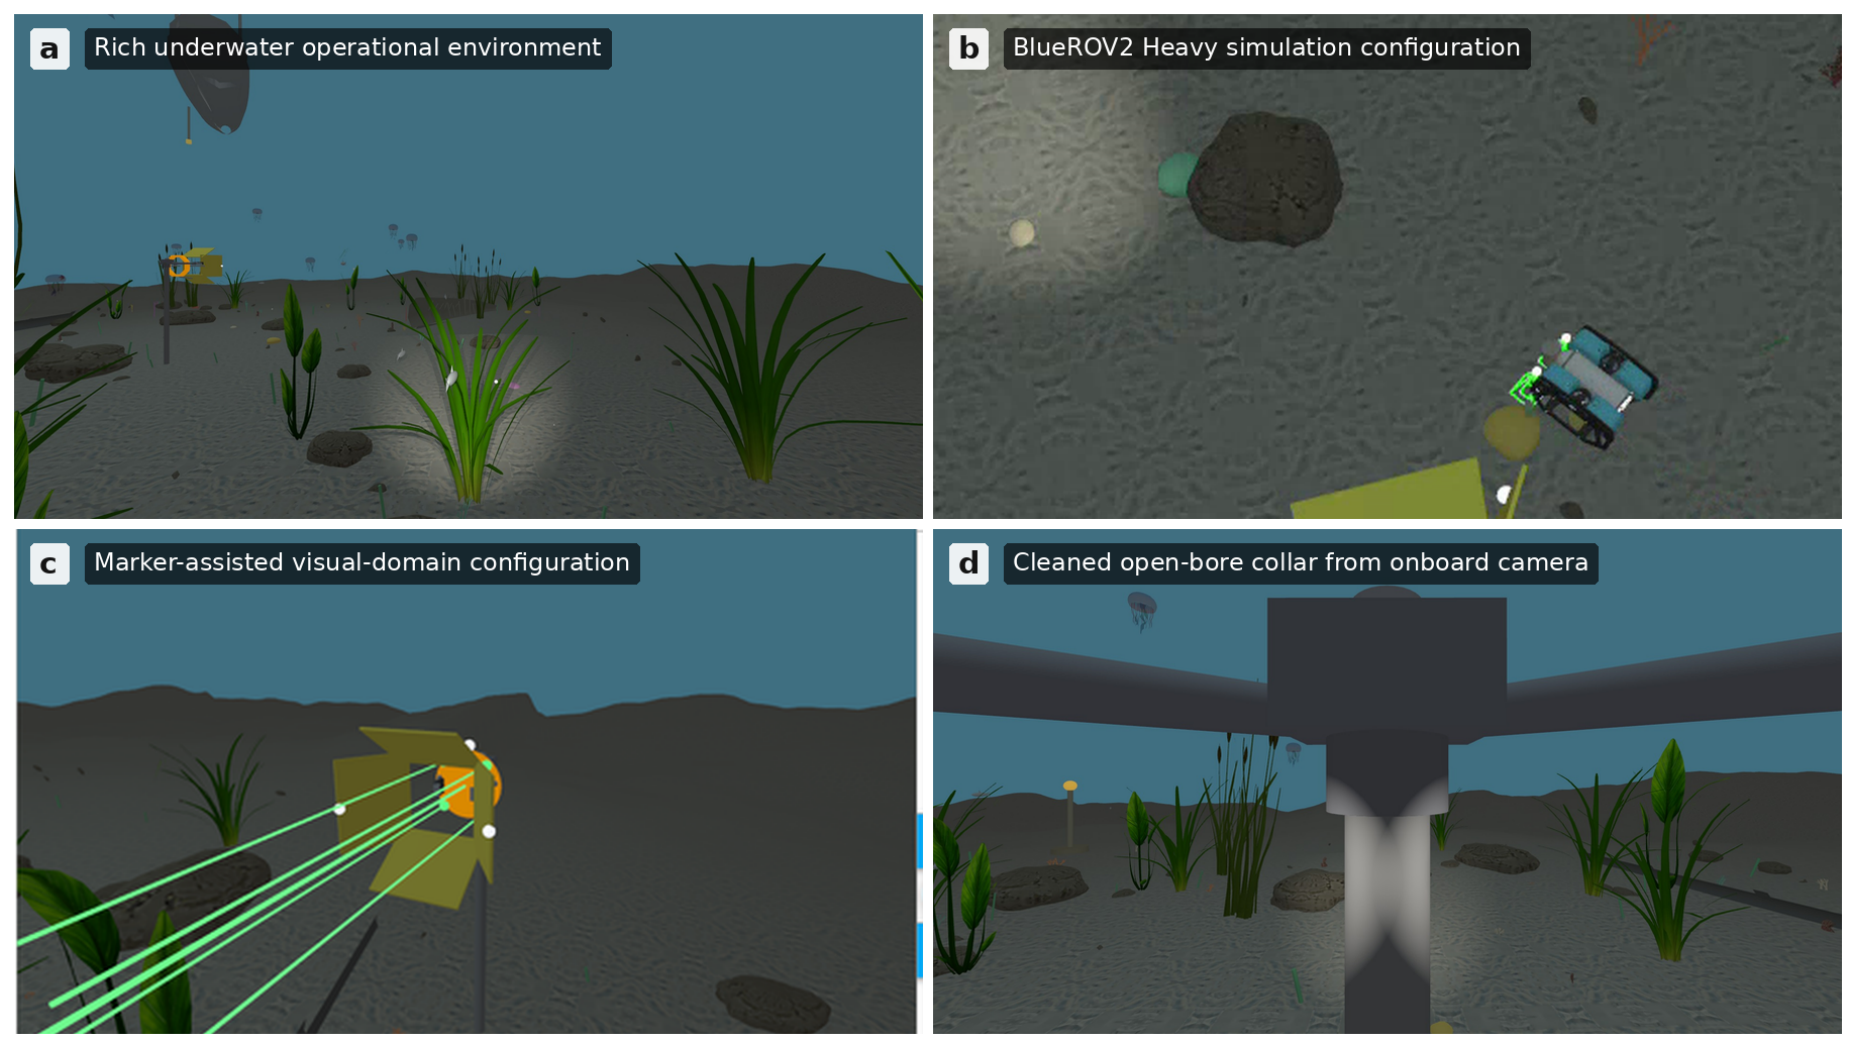 a Rich underwater operational environment
b BlueROV2 Heavy simulation configuration
c Marker-assisted visual-domain configuration
d Cleaned open-bore collar from onboard camera